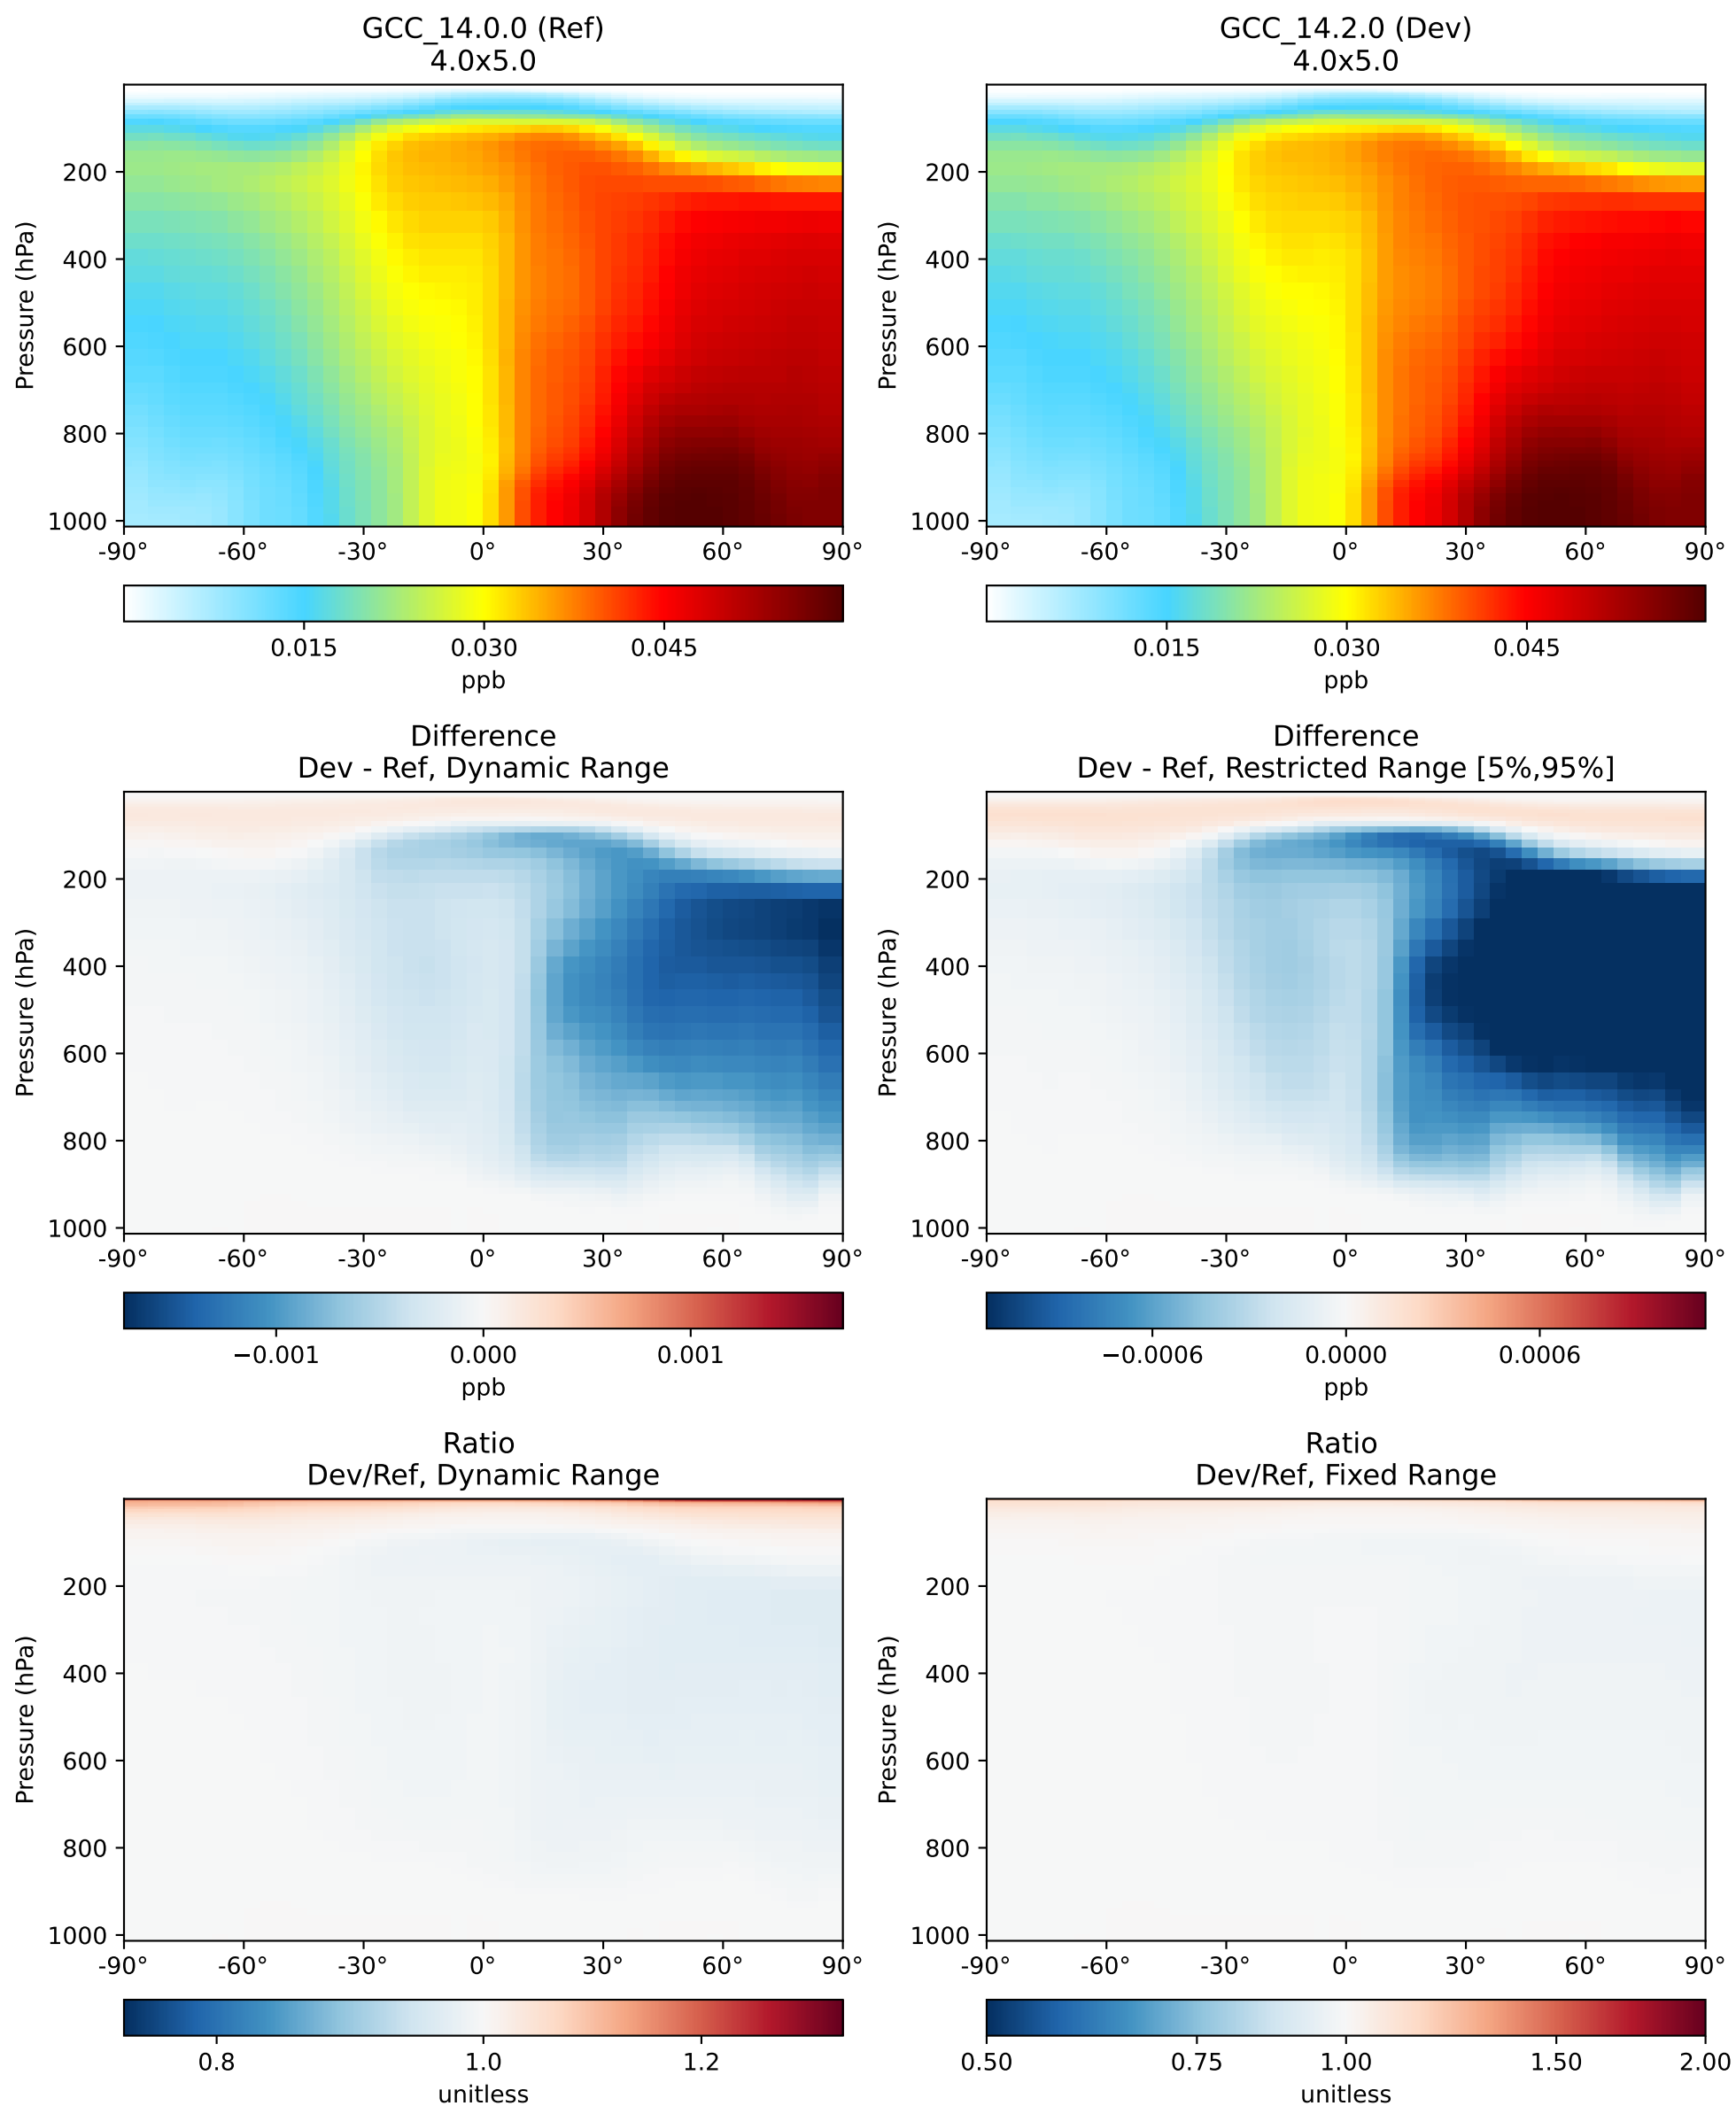 GCC_14.0.0 (Ref)
4.0x5.0
Pressure (hPa)
200
400
600
800
1000
-90° -60° -30° 0° 30° 60° 90°
0.015 0.030 0.045
ppb
GCC_14.2.0 (Dev)
4.0x5.0
Pressure (hPa)
200
400
600
800
1000
-90° -60° -30° 0° 30° 60° 90°
0.015 0.030 0.045
ppb
Difference
Dev - Ref, Dynamic Range
Pressure (hPa)
200
400
600
800
1000
-90° -60° -30° 0° 30° 60° 90°
−0.001 0.000 0.001
ppb
Difference
Dev - Ref, Restricted Range [5%,95%]
Pressure (hPa)
200
400
600
800
1000
-90° -60° -30° 0° 30° 60° 90°
−0.0006 0.0000 0.0006
ppb
Ratio
Dev/Ref, Dynamic Range
Pressure (hPa)
200
400
600
800
1000
-90° -60° -30° 0° 30° 60° 90°
0.8 1.0 1.2
unitless
Ratio
Dev/Ref, Fixed Range
Pressure (hPa)
200
400
600
800
1000
-90° -60° -30° 0° 30° 60° 90°
0.50 0.75 1.00 1.50 2.00
unitless